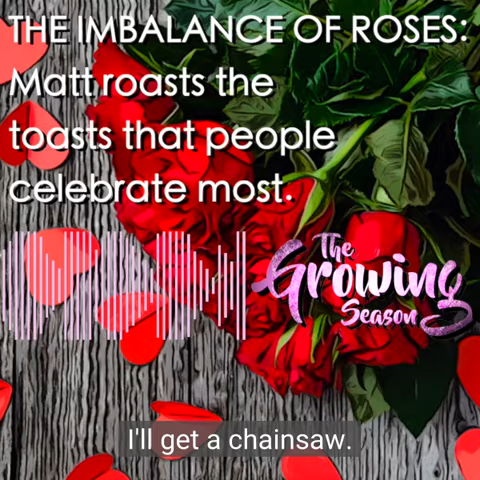 THE IMBALANCE OF ROSES:
Matt roasts the
toasts that people
celebrate most.
The
Growing
Season
I'll get a chainsaw.